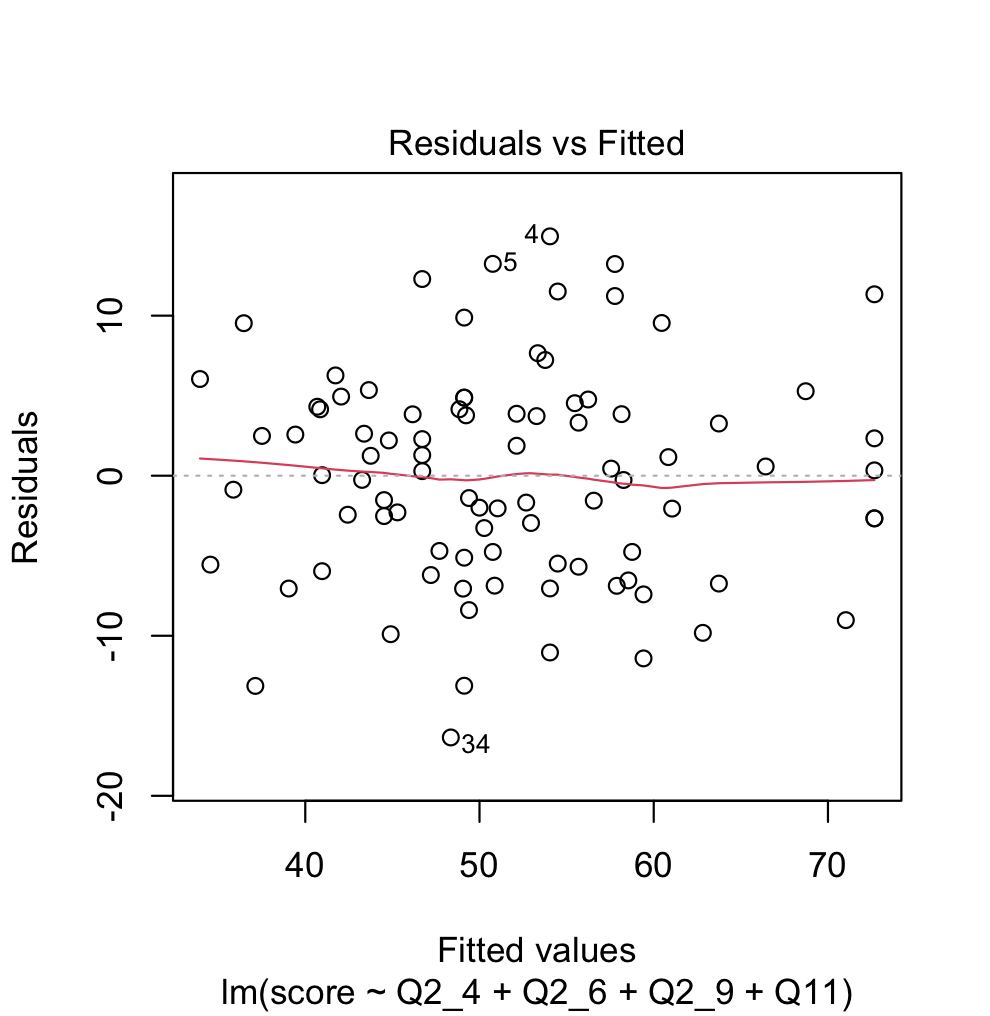 Residuals vs Fitted
4
5
34
Residuals
10
0
-10
-20
40 50 60 70
Fitted values
lm(score ~ Q2_4 + Q2_6 + Q2_9 + Q11)